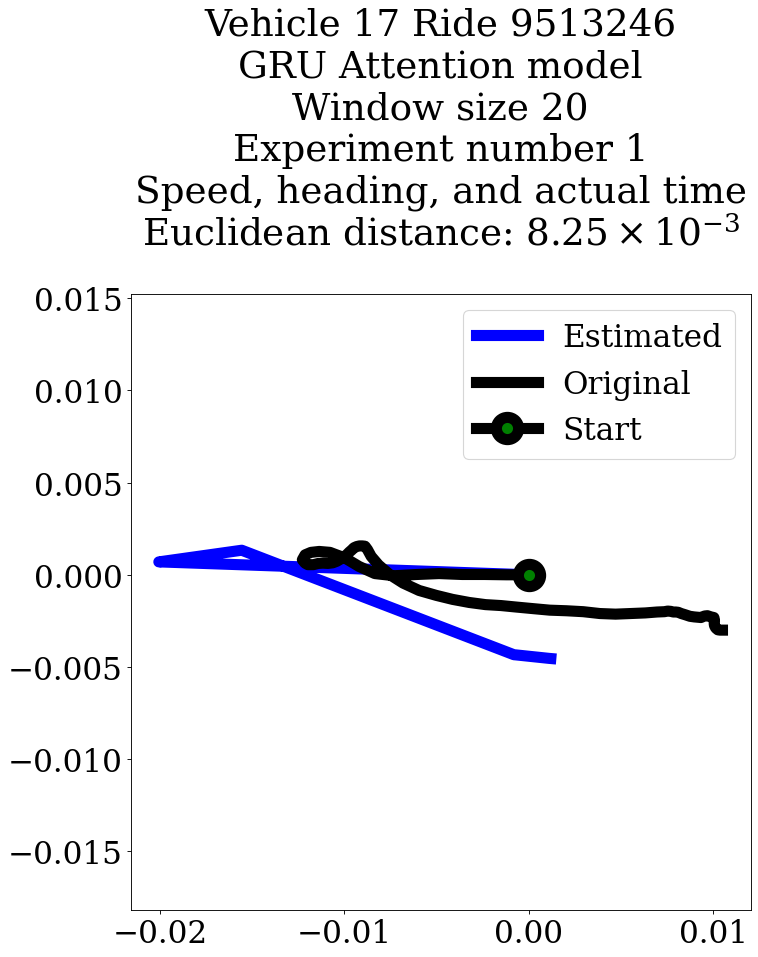 Vehicle 17 Ride 9513246
GRU Attention model
Window size 20
Experiment number 1
Speed, heading, and actual time
Euclidean distance: 8.25 × 10⁻³
Estimated
Original
Start
0.015
0.010
0.005
0.000
−0.005
−0.010
−0.015
−0.02 −0.01 0.00 0.01